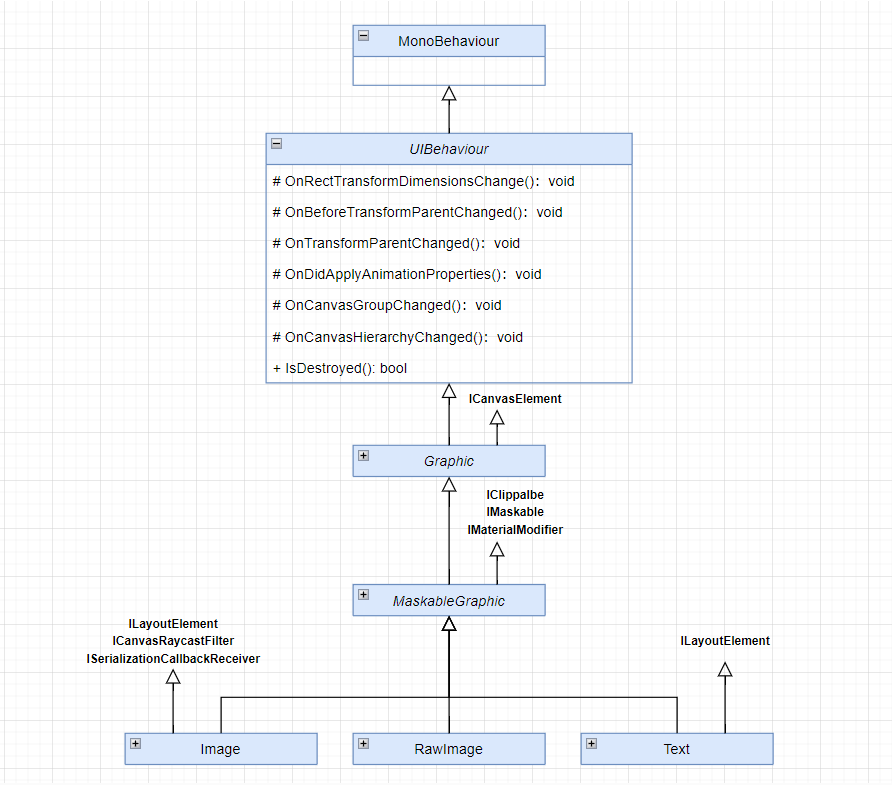 MonoBehaviour
UIBehaviour
# OnRectTransformDimensionsChange(): void
# OnBeforeTransformParentChanged(): void
# OnTransformParentChanged(): void
# OnDidApplyAnimationProperties(): void
# OnCanvasGroupChanged(): void
# OnCanvasHierarchyChanged(): void
+ IsDestroyed(): bool
ICanvasElement
Graphic
IClippalbe
IMaskable
IMaterialModifier
MaskableGraphic
ILayoutElement
ICanvasRaycastFilter
ISerializationCallbackReceiver
ILayoutElement
Image
RawImage
Text